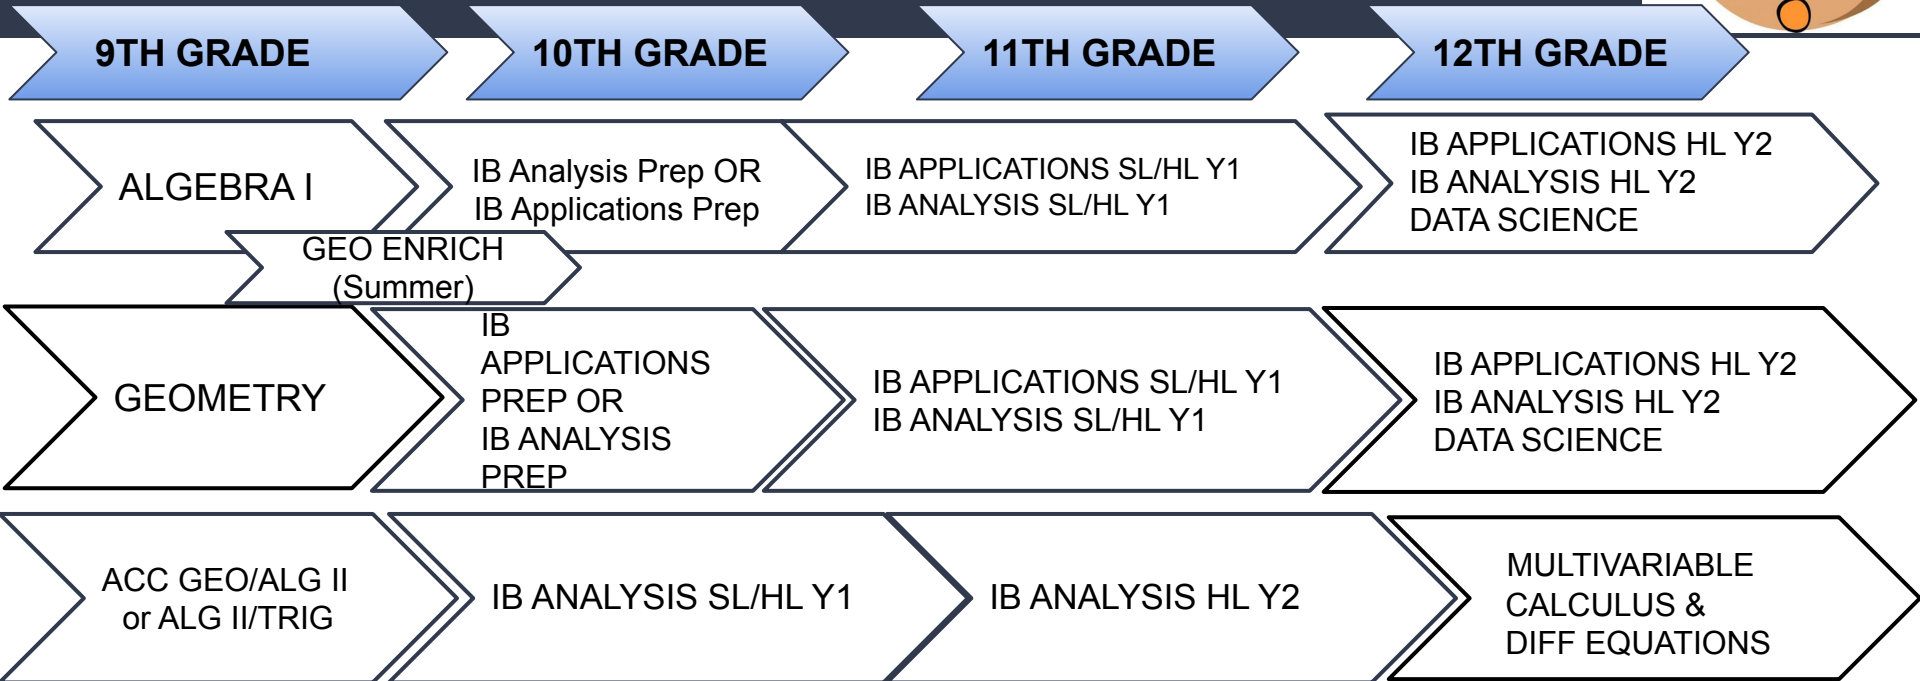 9TH GRADE
10TH GRADE
11TH GRADE
12TH GRADE
ALGEBRA I
IB Analysis Prep OR
IB Applications Prep
IB APPLICATIONS SL/HL Y1
IB ANALYSIS SL/HL Y1
IB APPLICATIONS HL Y2
IB ANALYSIS HL Y2
DATA SCIENCE
GEO ENRICH
(Summer)
GEOMETRY
IB
APPLICATIONS
PREP OR
IB ANALYSIS
PREP
IB APPLICATIONS SL/HL Y1
IB ANALYSIS SL/HL Y1
IB APPLICATIONS HL Y2
IB ANALYSIS HL Y2
DATA SCIENCE
ACC GEO/ALG II
or ALG II/TRIG
IB ANALYSIS SL/HL Y1
IB ANALYSIS HL Y2
MULTIVARIABLE
CALCULUS &
DIFF EQUATIONS